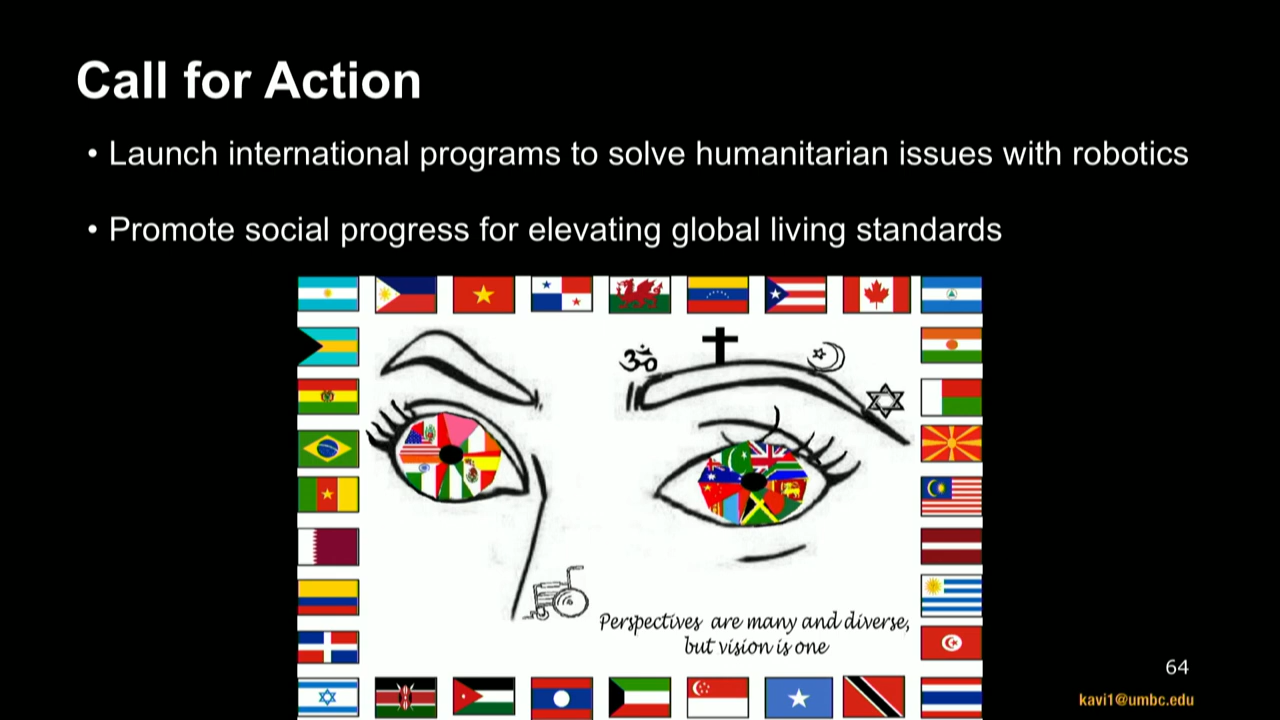 Call for Action
• Launch international programs to solve humanitarian issues with robotics
• Promote social progress for elevating global living standards
ॐ
Perspectives are many and diverse,
but vision is one
64
kavi1@umbc.edu